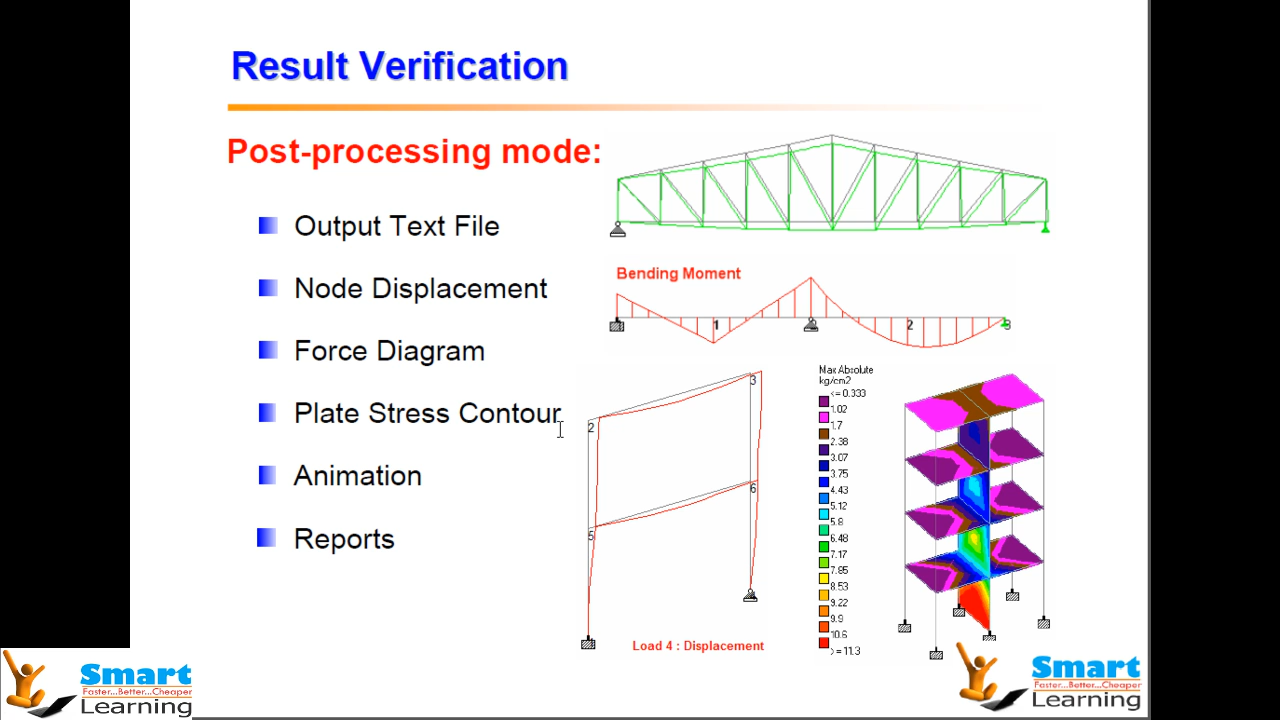 Result Verification
Post-processing mode:
Output Text File
Node Displacement
Force Diagram
Plate Stress Contour
Animation
Reports
Bending Moment
1
2
3
3
2
6
5
Load 4 : Displacement
Max Absolute
kg/cm2
<= 0.333
1.02
1.7
2.38
3.07
3.75
4.43
5.12
5.8
6.48
7.17
7.85
8.53
9.22
9.9
10.6
>= 11.3
Smart
Faster...Better...Cheaper
Learning
Smart
Faster...Better...Cheaper
Learning